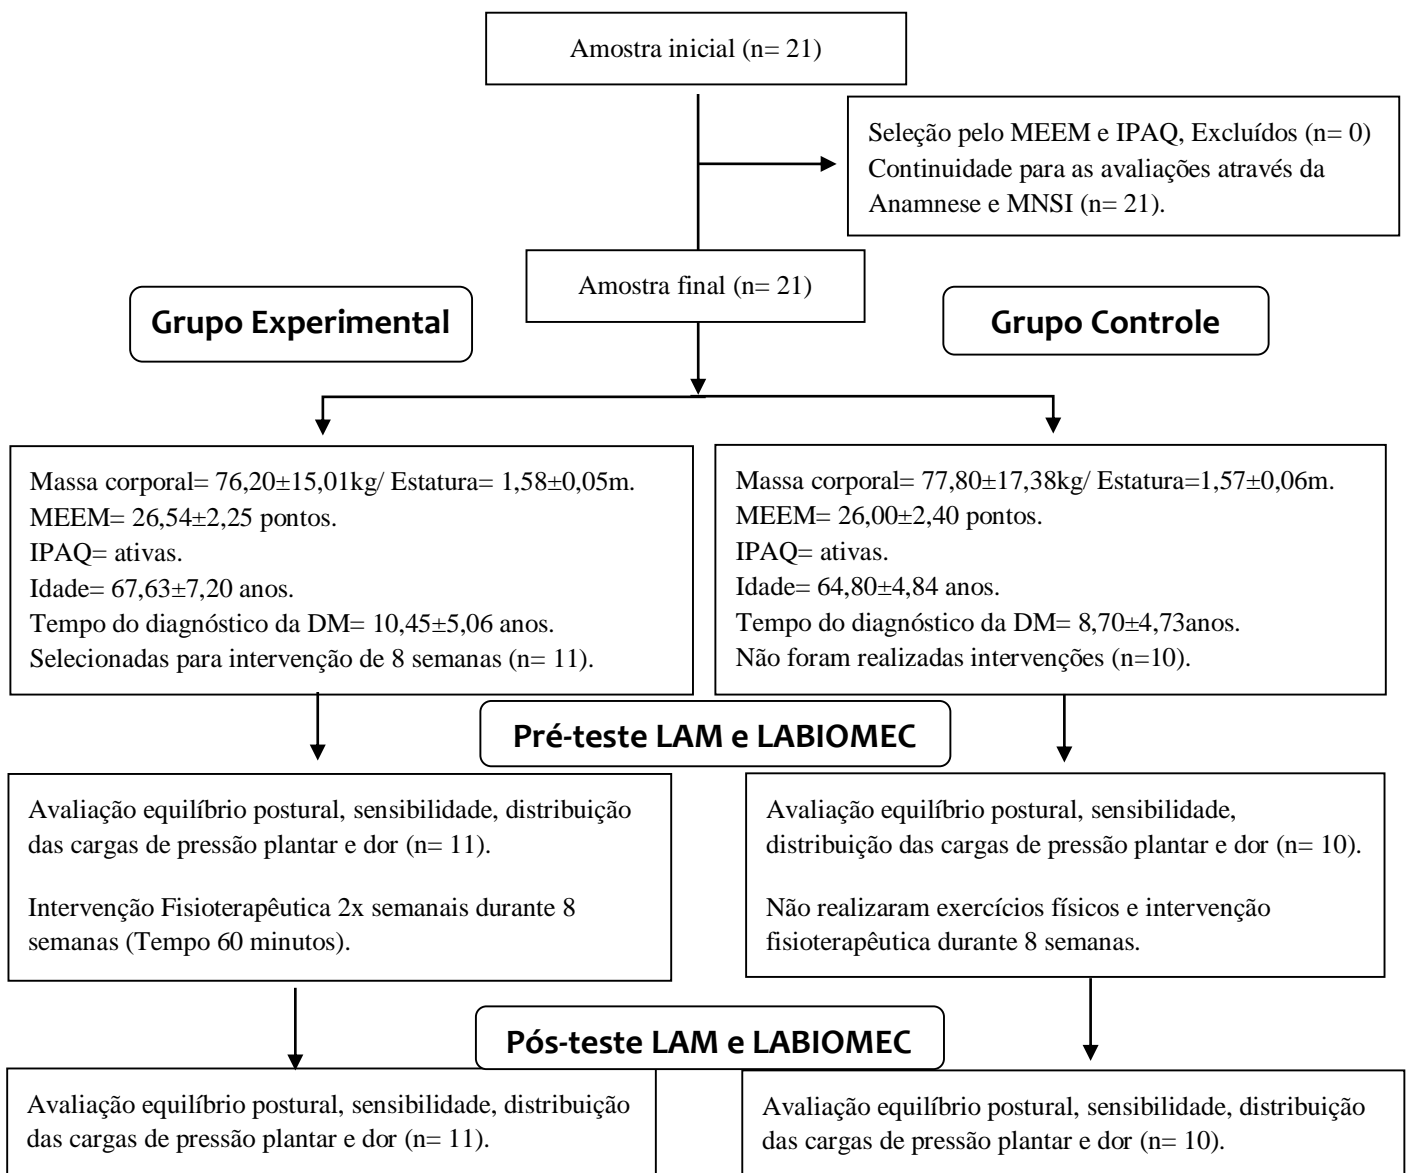 Amostra inicial (n= 21)
Seleção pelo MEEM e IPAQ, Excluídos (n= 0)
Continuidade para as avaliações através da
Anamnese e MNSI (n= 21).
Amostra final (n= 21)
Grupo Experimental
Grupo Controle
Massa corporal= 76,20±15,01kg/ Estatura= 1,58±0,05m.
MEEM= 26,54±2,25 pontos.
IPAQ= ativas.
Idade= 67,63±7,20 anos.
Tempo do diagnóstico da DM= 10,45±5,06 anos.
Selecionadas para intervenção de 8 semanas (n= 11).
Massa corporal= 77,80±17,38kg/ Estatura=1,57±0,06m.
MEEM= 26,00±2,40 pontos.
IPAQ= ativas.
Idade= 64,80±4,84 anos.
Tempo do diagnóstico da DM= 8,70±4,73anos.
Não foram realizadas intervenções (n=10).
Pré-teste LAM e LABIOMEC
Avaliação equilíbrio postural, sensibilidade, distribuição
das cargas de pressão plantar e dor (n= 11).
Intervenção Fisioterapêutica 2x semanais durante 8
semanas (Tempo 60 minutos).
Avaliação equilíbrio postural, sensibilidade,
distribuição das cargas de pressão plantar e dor (n= 10).
Não realizaram exercícios físicos e intervenção
fisioterapêutica durante 8 semanas.
Pós-teste LAM e LABIOMEC
Avaliação equilíbrio postural, sensibilidade, distribuição
das cargas de pressão plantar e dor (n= 11).
Avaliação equilíbrio postural, sensibilidade, distribuição
das cargas de pressão plantar e dor (n= 10).